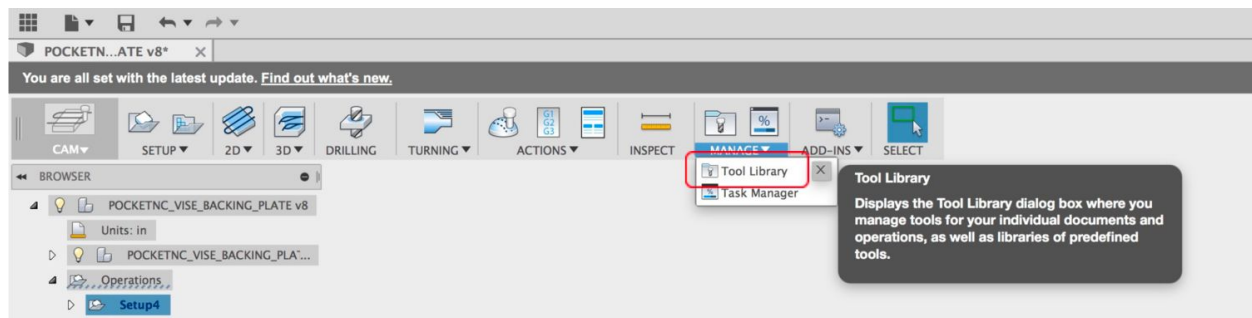 POCKETN...ATE v8*
You are all set with the latest update. Find out what's new.
G1
G2
G3
%
CAM
SETUP
2D
3D
DRILLING
TURNING
ACTIONS
INSPECT
MANAGE
ADD-INS
SELECT
BROWSER
Tool Library
Task Manager
Tool Library
Displays the Tool Library dialog box where you
manage tools for your individual documents and
operations, as well as libraries of predefined
tools.
POCKETNC_VISE_BACKING_PLATE v8
Units: in
POCKETNC_VISE_BACKING_PLA...
Operations
Setup4